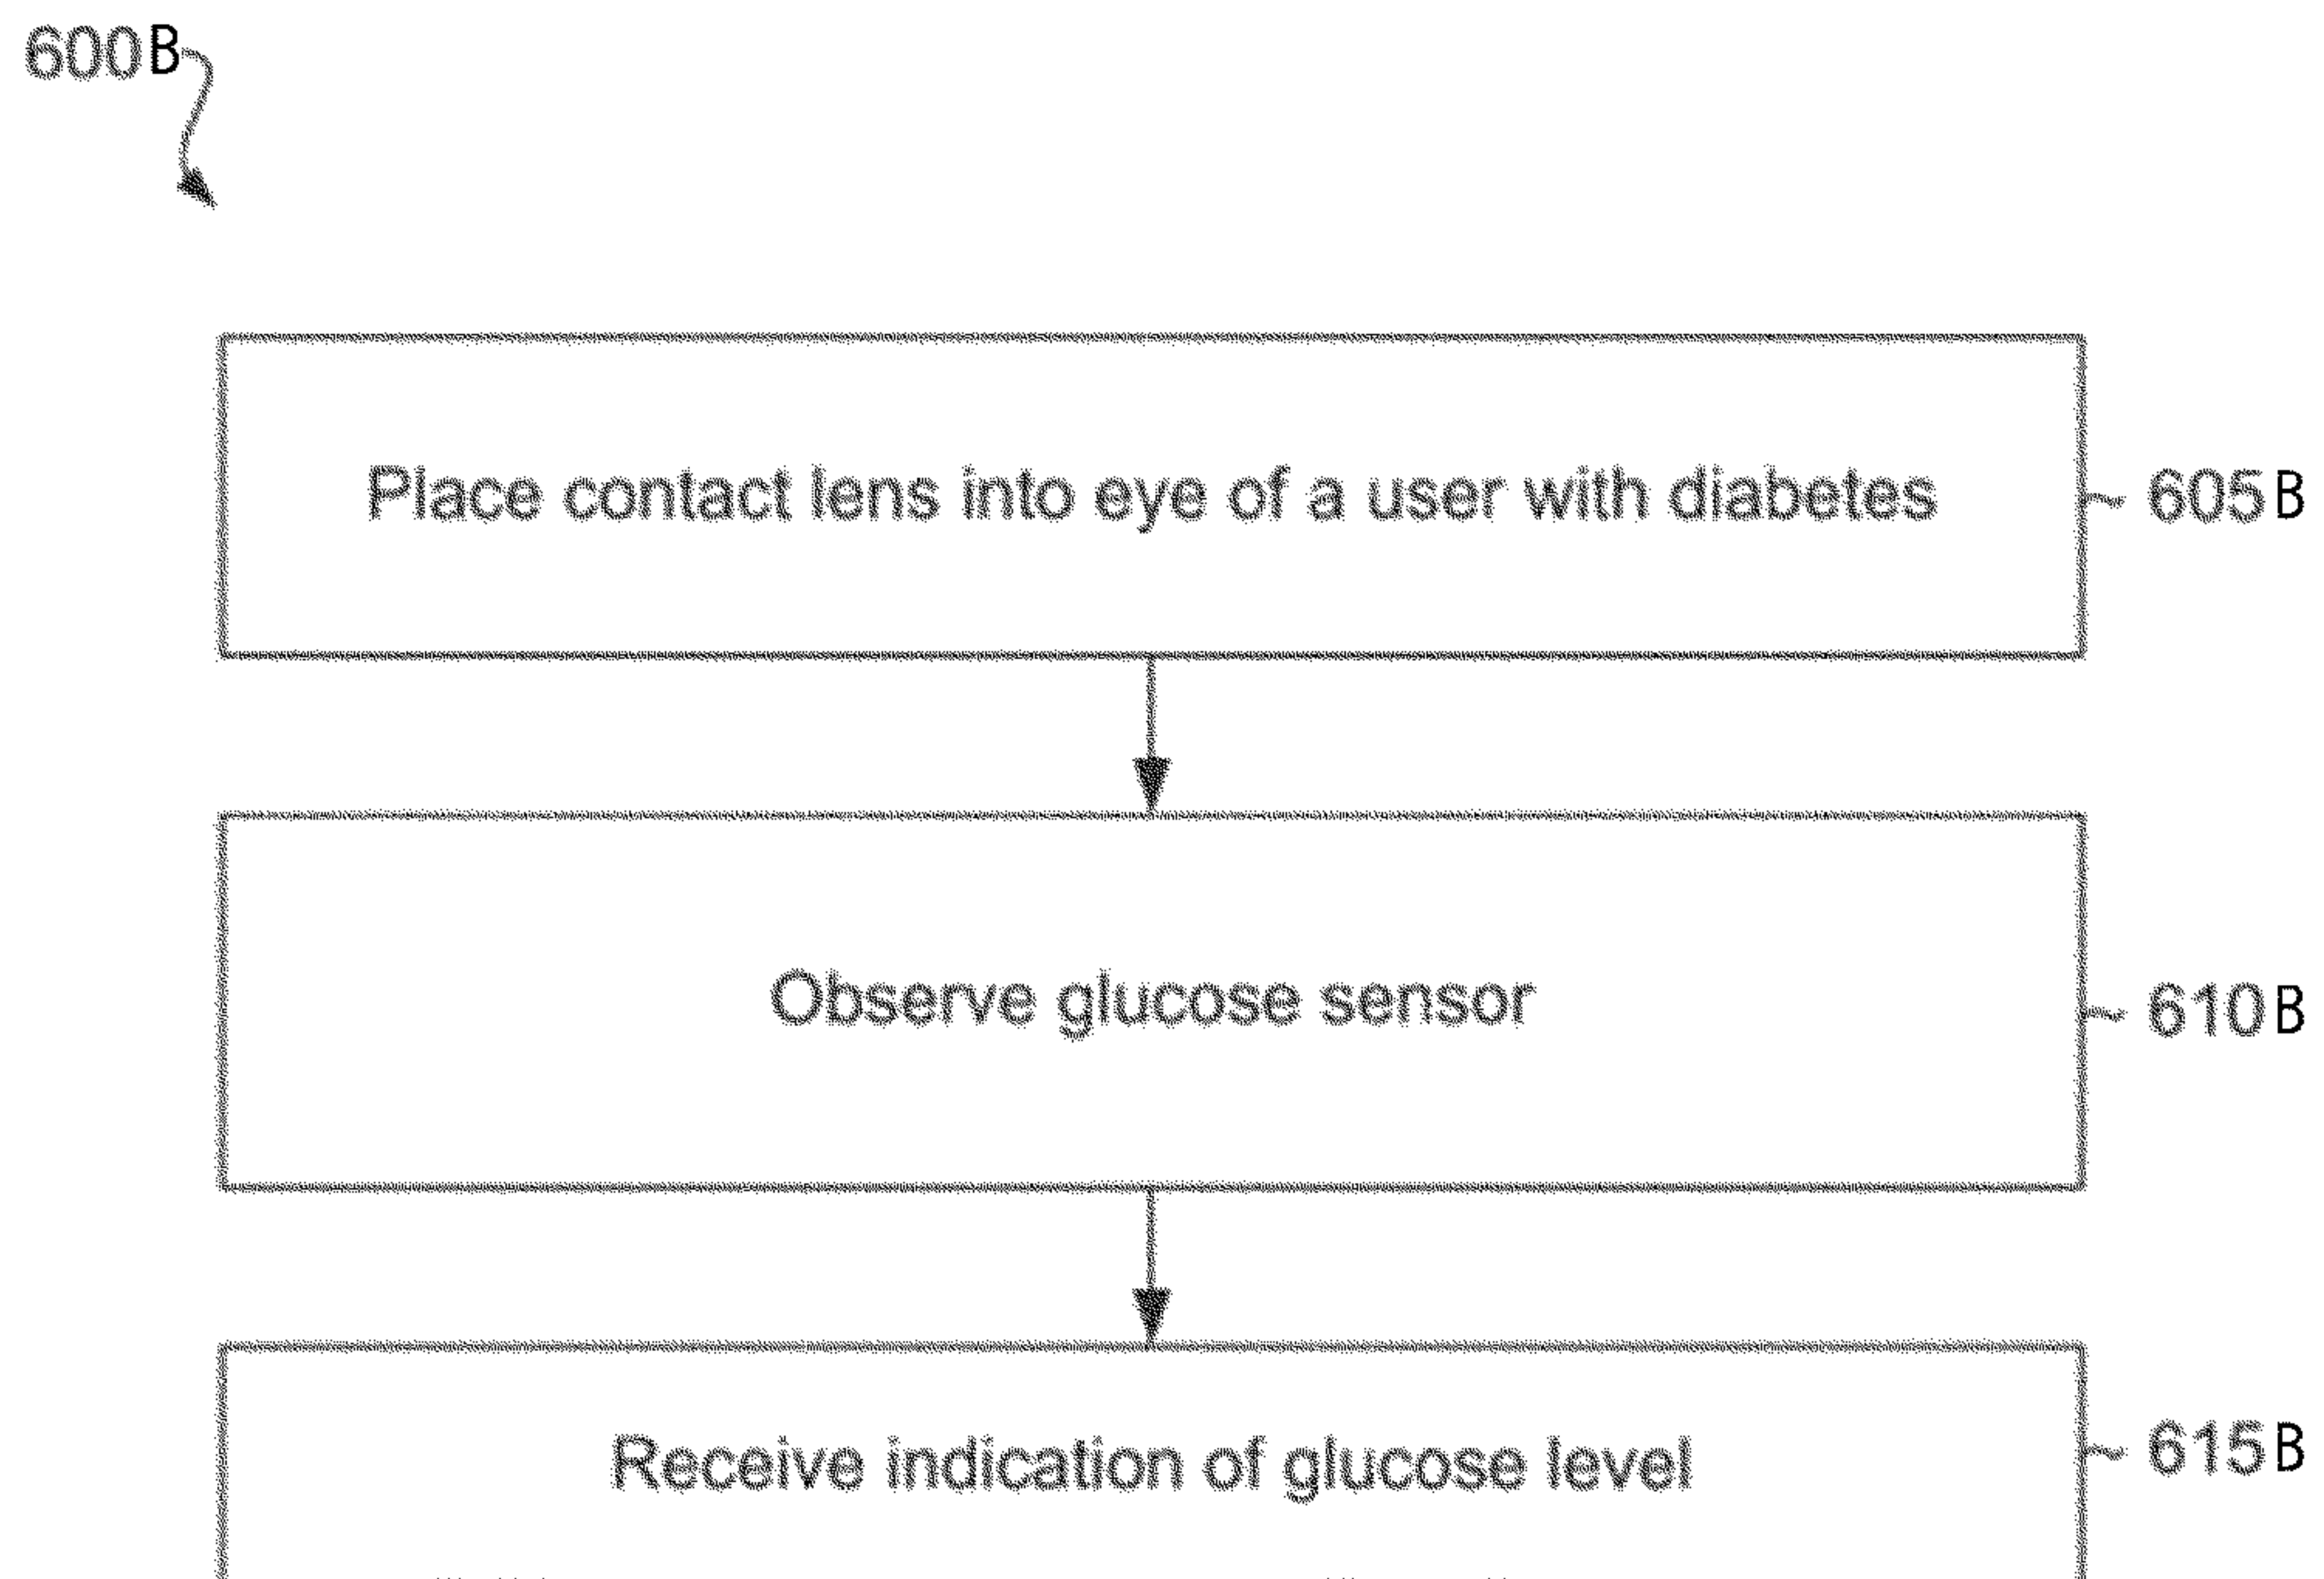 600B
Place contact lens into eye of a user with diabetes
605B
Observe glucose sensor
610B
Receive indication of glucose level
615B